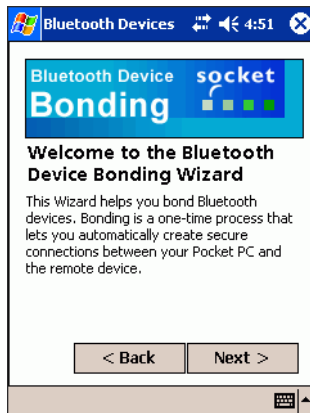 Bluetooth Devices 4:51
Bluetooth Device
socket
Bonding
Welcome to the Bluetooth
Device Bonding Wizard
This Wizard helps you bond Bluetooth
devices. Bonding is a one-time process that
lets you automatically create secure
connections between your Pocket PC and
the remote device.
< Back Next >